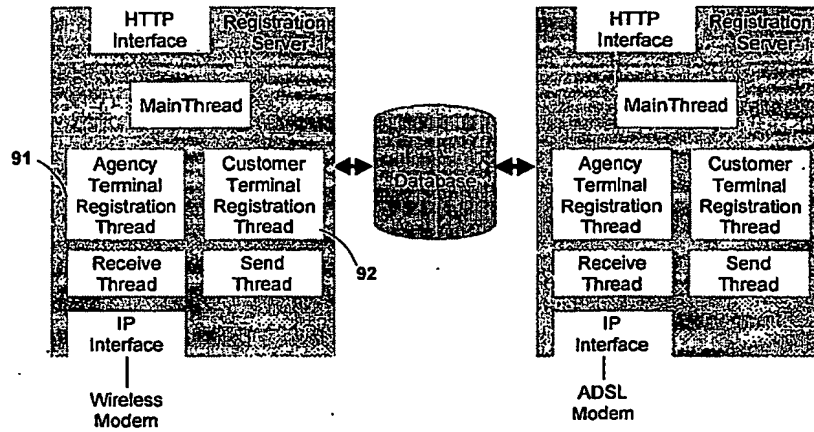 HTTP
Interface
Registration
Server 1
MainThread
91
Agency
Terminal
Registration
Thread
Customer
Terminal
Registration
Thread
92
Receive
Thread
Send
Thread
IP
Interface
Wireless
Modem
Database
HTTP
Interface
Registration
Server 1
MainThread
Agency
Terminal
Registration
Thread
Customer
Terminal
Registration
Thread
Receive
Thread
Send
Thread
IP
Interface
ADSL
Modem